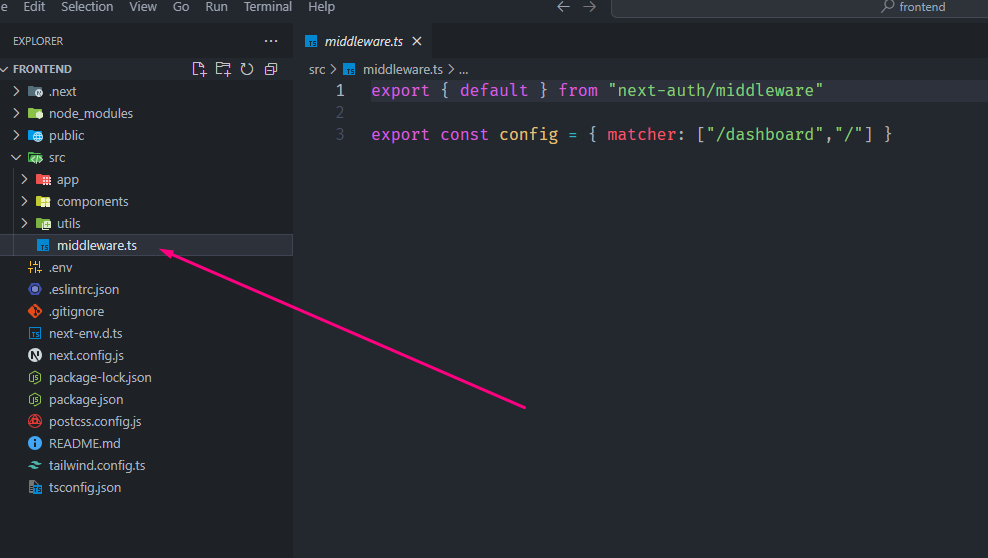 e Edit Selection View Go Run Terminal Help frontend
EXPLORER ...
FRONTEND
.next
node_modules
public
src
app
components
utils
middleware.ts
.env
.eslintrc.json
.gitignore
next-env.d.ts
next.config.js
package-lock.json
package.json
postcss.config.js
README.md
tailwind.config.ts
tsconfig.json
TS middleware.ts
src > TS middleware.ts > ...
1 export { default } from "next-auth/middleware"
2
3 export const config = { matcher: ["/dashboard","/"] }